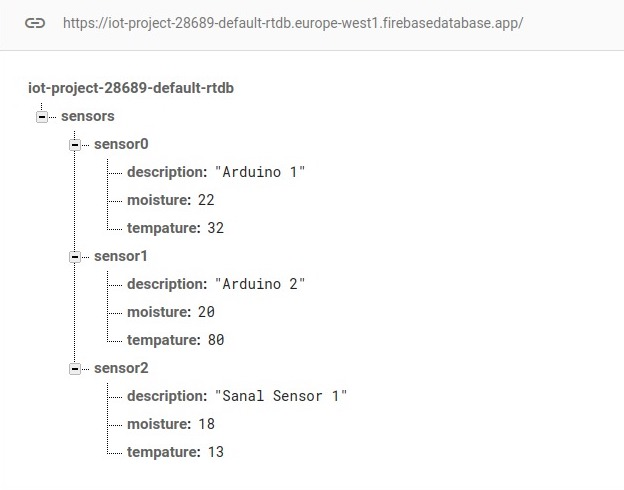 https://iot-project-28689-default-rtdb.europe-west1.firebasedatabase.app/
iot-project-28689-default-rtdb
sensors
sensor0
description: "Arduino 1"
moisture: 22
tempature: 32
sensor1
description: "Arduino 2"
moisture: 20
tempature: 80
sensor2
description: "Sanal Sensor 1"
moisture: 18
tempature: 13